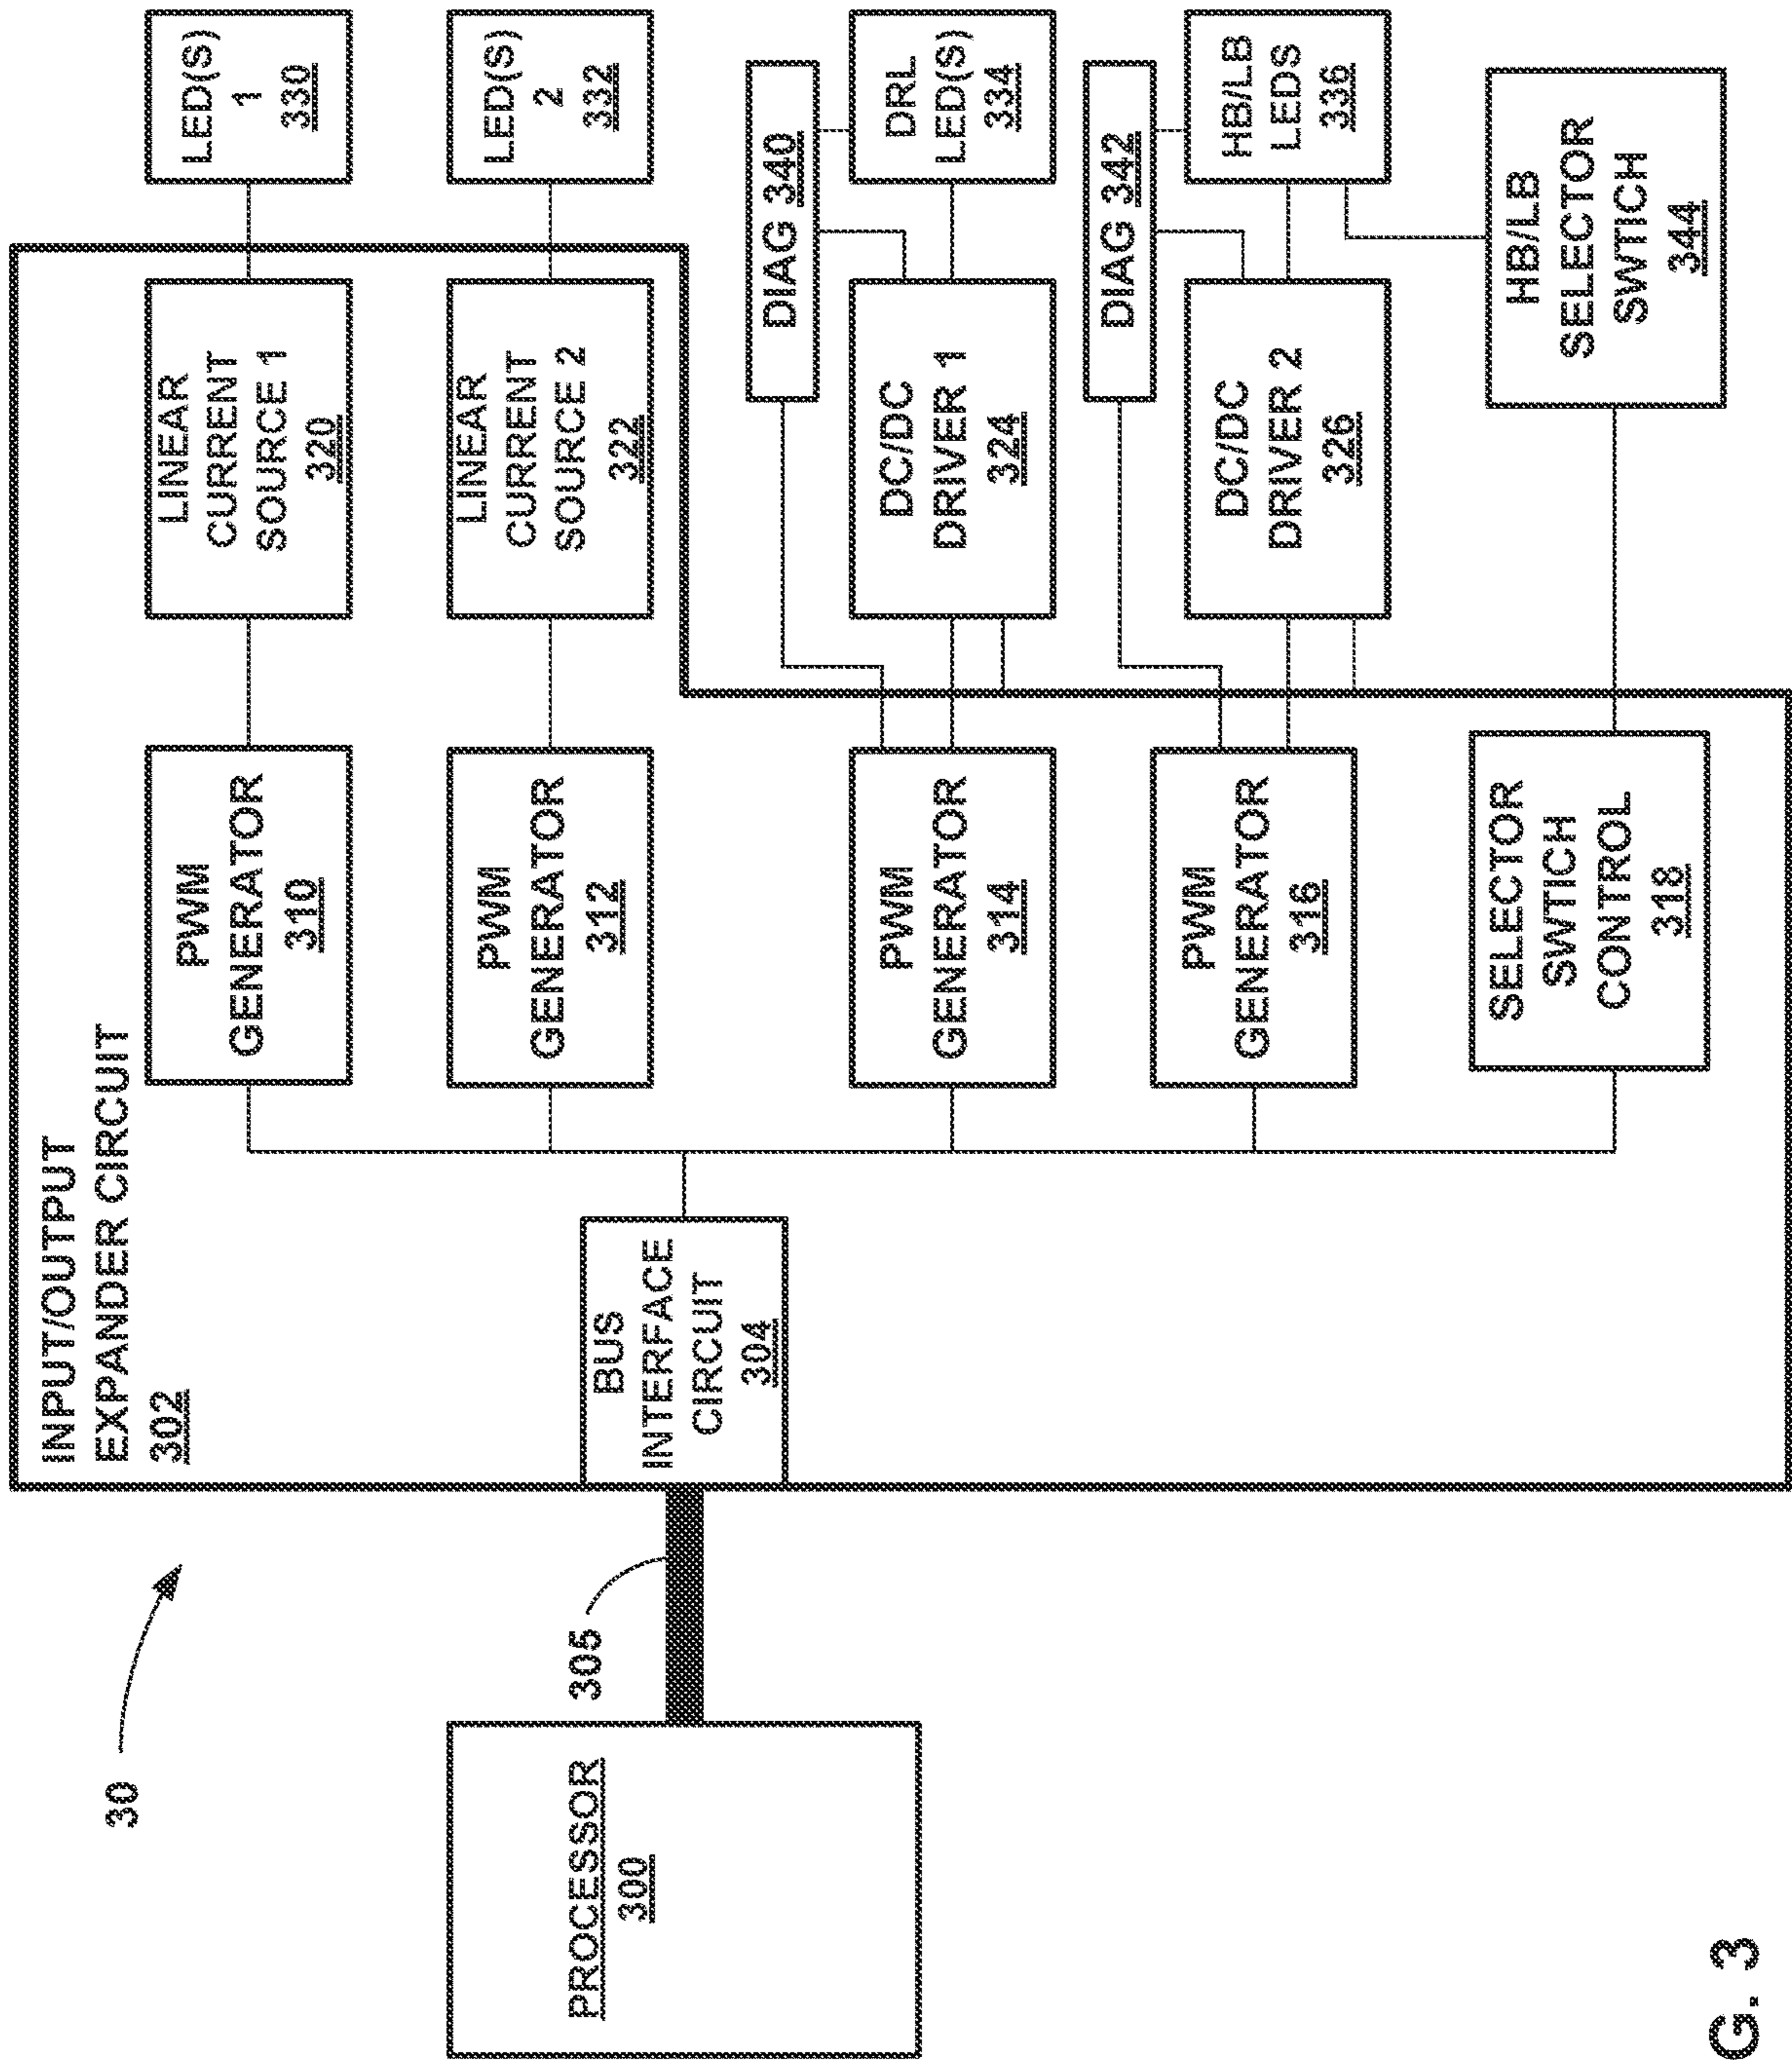 30
PROCESSOR
300
305
INPUT/OUTPUT
EXPANDER CIRCUIT
302
BUS
INTERFACE
CIRCUIT
304
PWM
GENERATOR
310
LINEAR
CURRENT
SOURCE 1
320
LED(S)
1
330
PWM
GENERATOR
312
LINEAR
CURRENT
SOURCE 2
322
LED(S)
2
332
DIAG 340
PWM
GENERATOR
314
DC/DC
DRIVER 1
324
DRL
LED(S)
334
DIAG 342
PWM
GENERATOR
316
DC/DC
DRIVER 2
326
HB/LB
LEDS
336
SELECTOR
SWTICH
CONTROL
318
HB/LB
SELECTOR
SWTICH
344
G. 3